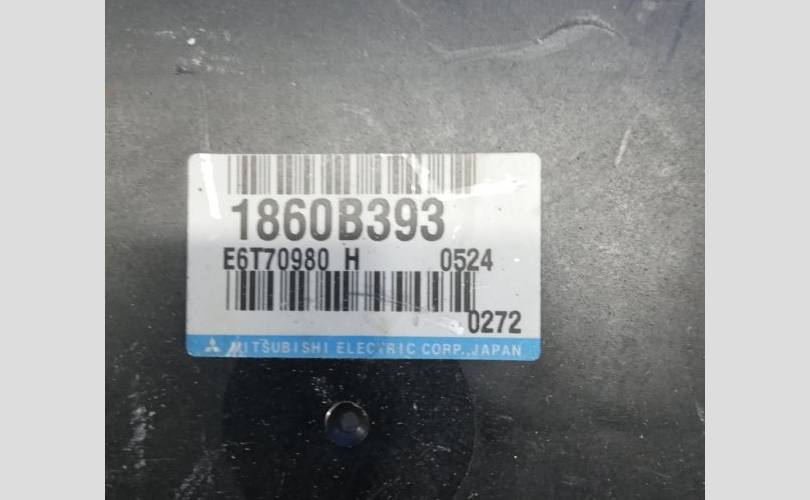 1860B393
E6T70980 H 0524
0272
MITSUBISHI ELECTRIC CORP., JAPAN